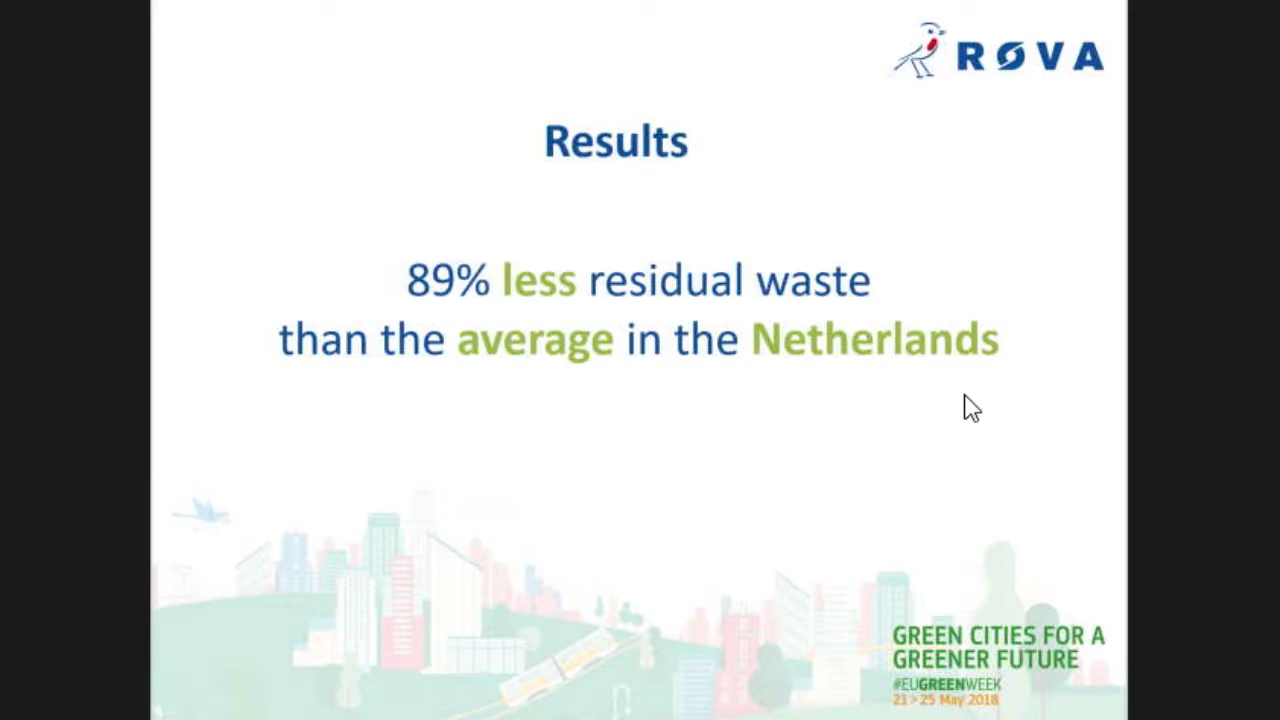 RØVA
Results
89% less residual waste
than the average in the Netherlands
GREEN CITIES FOR A
GREENER FUTURE
#EUGREENWEEK
21 > 25 May 2018